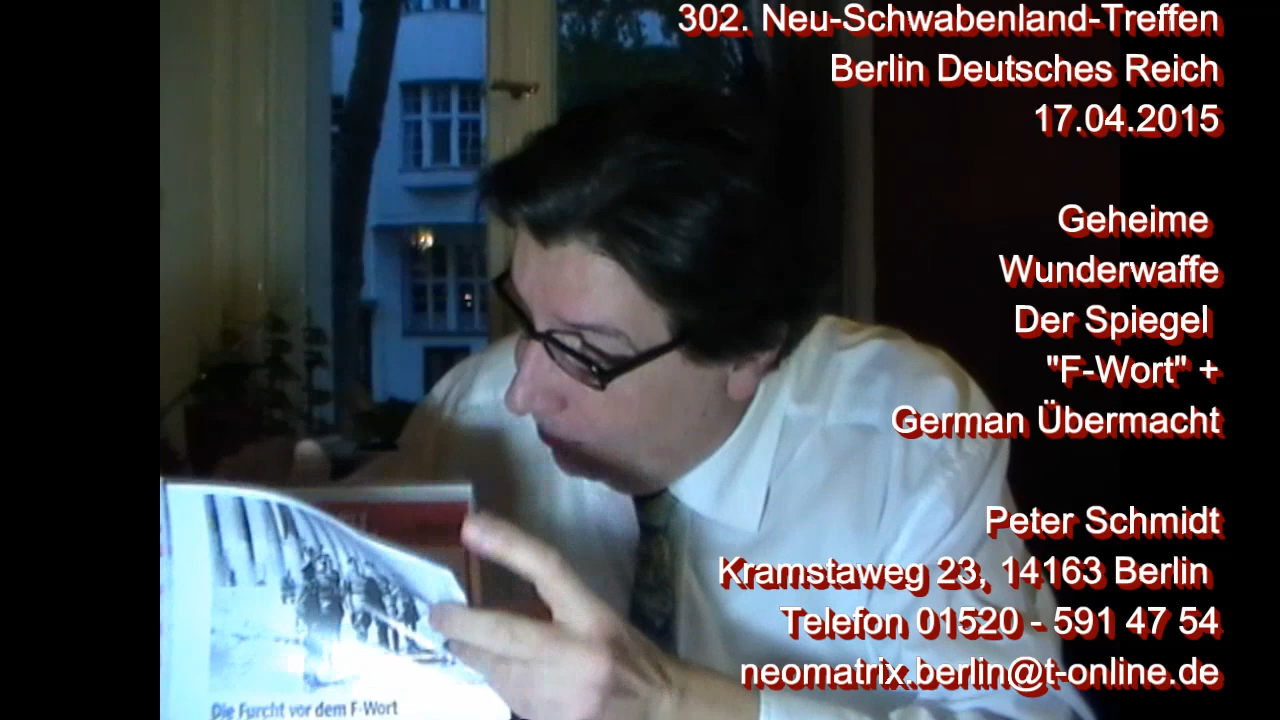 302. Neu-Schwabenland-Treffen
Berlin Deutsches Reich
17.04.2015
Geheime
Wunderwaffe
Der Spiegel
"F-Wort" +
German Übermacht
Peter Schmidt
Kramstaweg 23, 14163 Berlin
Telefon 01520 - 591 47 54
neomatrix.berlin@t-online.de
Die Furcht vor dem F-Wort